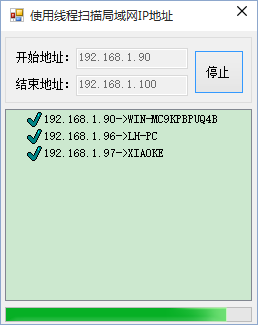 使用线程扫描局域网IP地址
开始地址: 192.168.1.90
停止
结束地址: 192.168.1.100
192.168.1.90->WIN-MC9KPBPUQ4B
192.168.1.96->LH-PC
192.168.1.97->XIAOKE